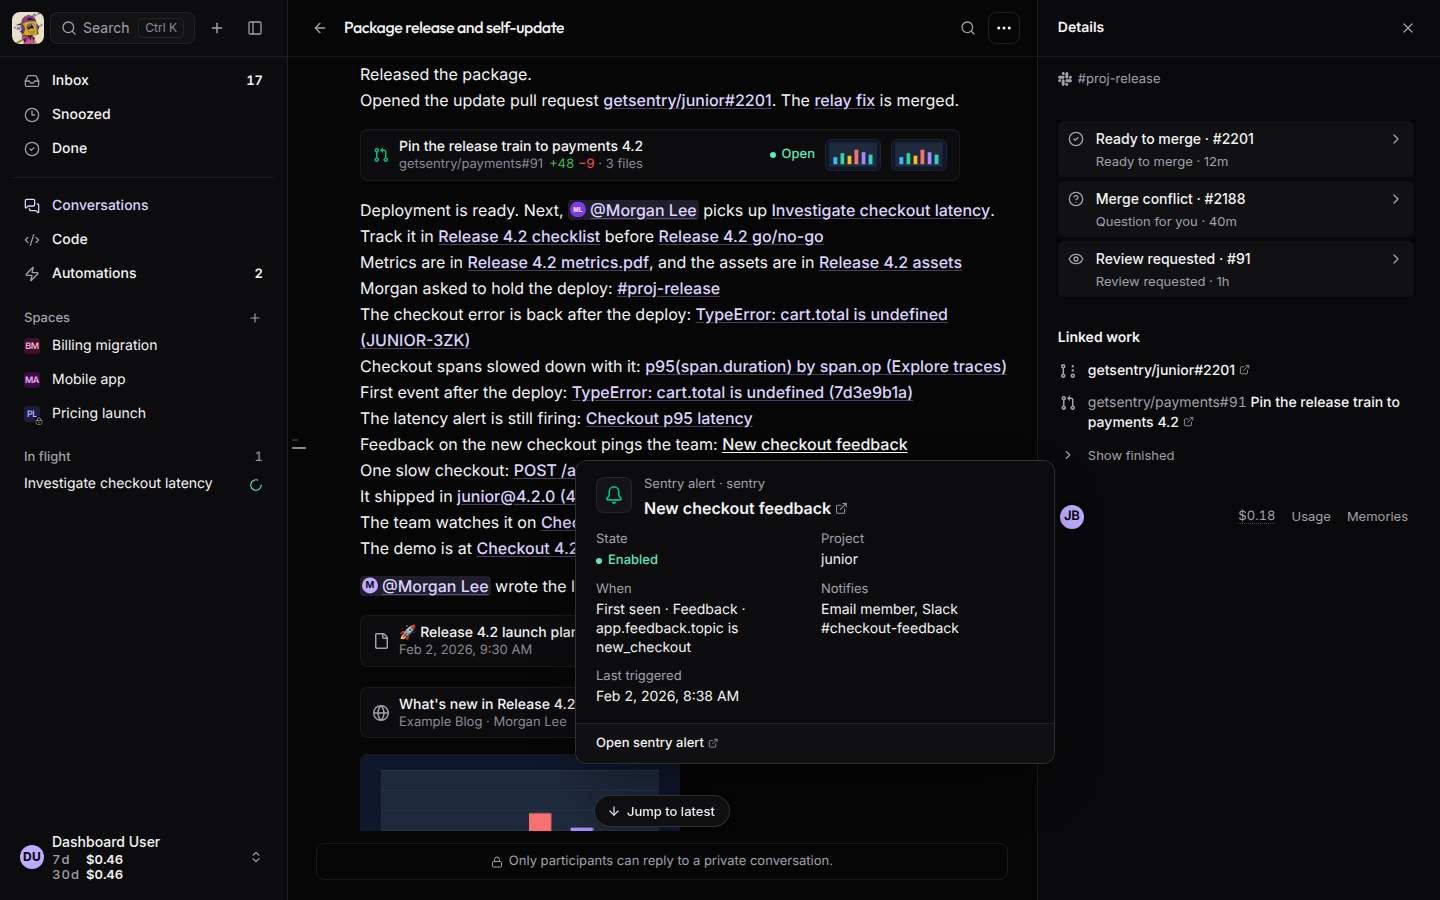 Search Ctrl K
Inbox 17
Snoozed
Done
Conversations
Code
Automations 2
Spaces
BM Billing migration
MA Mobile app
PL Pricing launch
In flight 1
Investigate checkout latency
DU Dashboard User
7d $0.46
30d $0.46
Package release and self-update
Released the package.
Opened the update pull request getsentry/junior#2201. The relay fix is merged.
Pin the release train to payments 4.2
getsentry/payments#91 +48 −9 · 3 files
Open
Deployment is ready. Next, ML @Morgan Lee picks up Investigate checkout latency.
Track it in Release 4.2 checklist before Release 4.2 go/no-go
Metrics are in Release 4.2 metrics.pdf, and the assets are in Release 4.2 assets
Morgan asked to hold the deploy: #proj-release
The checkout error is back after the deploy: TypeError: cart.total is undefined
(JUNIOR-3ZK)
Checkout spans slowed down with it: p95(span.duration) by span.op (Explore traces)
First event after the deploy: TypeError: cart.total is undefined (7d3e9b1a)
The latency alert is still firing: Checkout p95 latency
Feedback on the new checkout pings the team: New checkout feedback
One slow checkout: POST /a
It shipped in junior@4.2.0 (4
The team watches it on Chec
The demo is at Checkout 4.2
M @Morgan Lee wrote the l
🚀 Release 4.2 launch plan
Feb 2, 2026, 9:30 AM
What's new in Release 4.2
Example Blog · Morgan Lee
Sentry alert · sentry
New checkout feedback
State
Enabled
Project
junior
When
First seen · Feedback ·
app.feedback.topic is
new_checkout
Notifies
Email member, Slack
#checkout-feedback
Last triggered
Feb 2, 2026, 8:38 AM
Open sentry alert
Jump to latest
Only participants can reply to a private conversation.
Details
#proj-release
Ready to merge · #2201
Ready to merge · 12m
Merge conflict · #2188
Question for you · 40m
Review requested · #91
Review requested · 1h
Linked work
getsentry/junior#2201
getsentry/payments#91 Pin the release train to
payments 4.2
Show finished
JB $0.18 Usage Memories